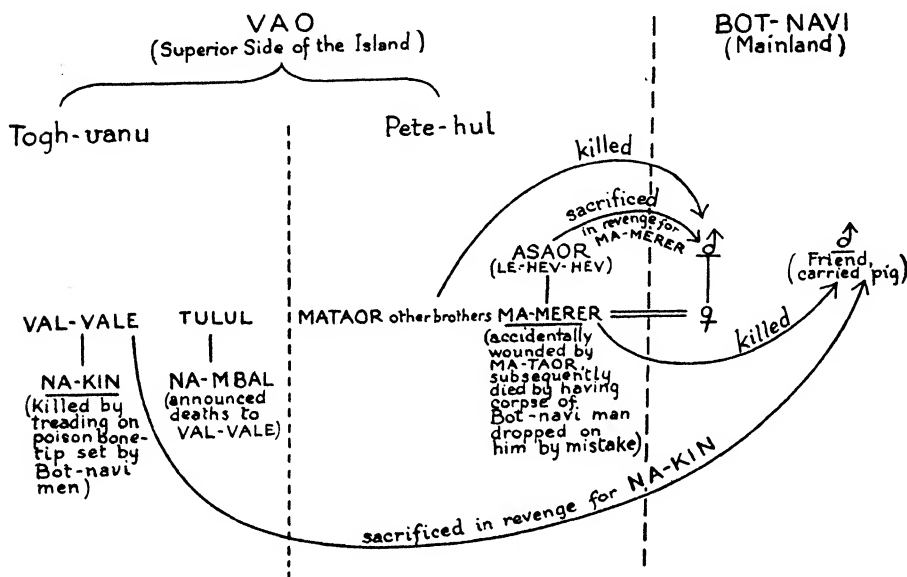 VAO
(Superior Side of the Island)
BOT-NAVI
(Mainland)
Togh-vanu
Pete-hul
killed
sacrificed
in revenge for
MA-MERER
ASAOR
(LE-HEV-HEV)
♂
♂
Friend,
(carried pig)
VAL-VALE
TULUL
MATAOR other brothers MA-MERER
♀
killed
NA-KIN
(Killed by
treading on
poison bone-
tip set by
Bot-navi
men)
NA-MBAL
(announced
deaths to
VAL-VALE)
(accidentally
wounded by
MA-TAOR,
subsequently
died by having
corpse of
Bot-navi man
dropped on
him by mistake)
sacrificed in revenge for NA-KIN